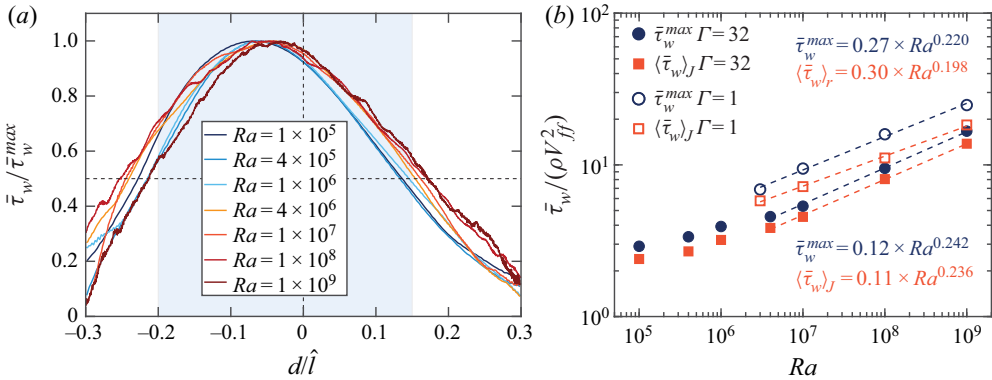 (a)
1.0
0.8
0.6
0.4
0.2
0
τ̄_w/τ̄_w^max
Ra = 1 × 10^5
Ra = 4 × 10^5
Ra = 1 × 10^6
Ra = 4 × 10^6
Ra = 1 × 10^7
Ra = 1 × 10^8
Ra = 1 × 10^9
−0.3 −0.2 −0.1 0 0.1 0.2 0.3
d/l̂
(b)
10^2
10^1
10^0
τ̄_w/(ρV_ff^2)
τ̄_w^max Γ = 32
⟨τ̄_w⟩_J Γ = 32
τ̄_w^max Γ = 1
⟨τ̄_w⟩_J Γ = 1
τ̄_w^max = 0.27 × Ra^0.220
⟨τ̄_w⟩_r = 0.30 × Ra^0.198
τ̄_w^max = 0.12 × Ra^0.242
⟨τ̄_w⟩_J = 0.11 × Ra^0.236
10^5 10^6 10^7 10^8 10^9
Ra